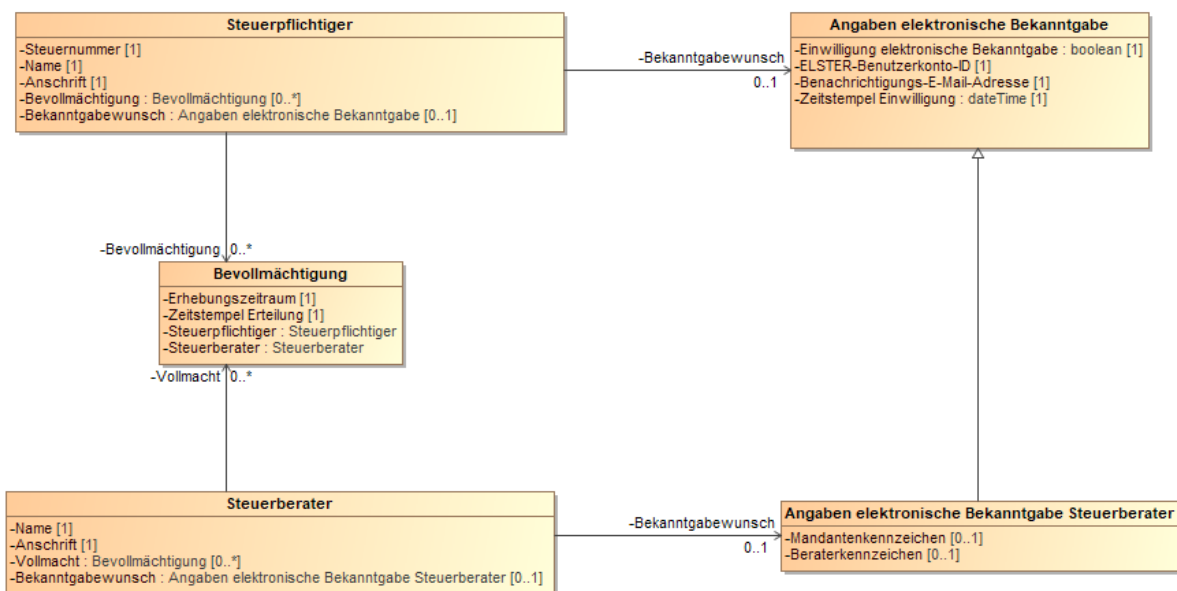 Steuerpflichtiger
-Steuernummer [1]
-Name [1]
-Anschrift [1]
-Bevollmächtigung : Bevollmächtigung [0..*]
-Bekanntgabewunsch : Angaben elektronische Bekanntgabe [0..1]
-Bekanntgabewunsch
0..1
Angaben elektronische Bekanntgabe
-Einwilligung elektronische Bekanntgabe : boolean [1]
-ELSTER-Benutzerkonto-ID [1]
-Benachrichtigungs-E-Mail-Adresse [1]
-Zeitstempel Einwilligung : dateTime [1]
-Bevollmächtigung 0..*
Bevollmächtigung
-Erhebungszeitraum [1]
-Zeitstempel Erteilung [1]
-Steuerpflichtiger : Steuerpflichtiger
-Steuerberater : Steuerberater
-Vollmacht 0..*
Steuerberater
-Name [1]
-Anschrift [1]
-Vollmacht : Bevollmächtigung [0..*]
-Bekanntgabewunsch : Angaben elektronische Bekanntgabe Steuerberater [0..1]
-Bekanntgabewunsch
0..1
Angaben elektronische Bekanntgabe Steuerberater
-Mandantenkennzeichen [0..1]
-Beraterkennzeichen [0..1]